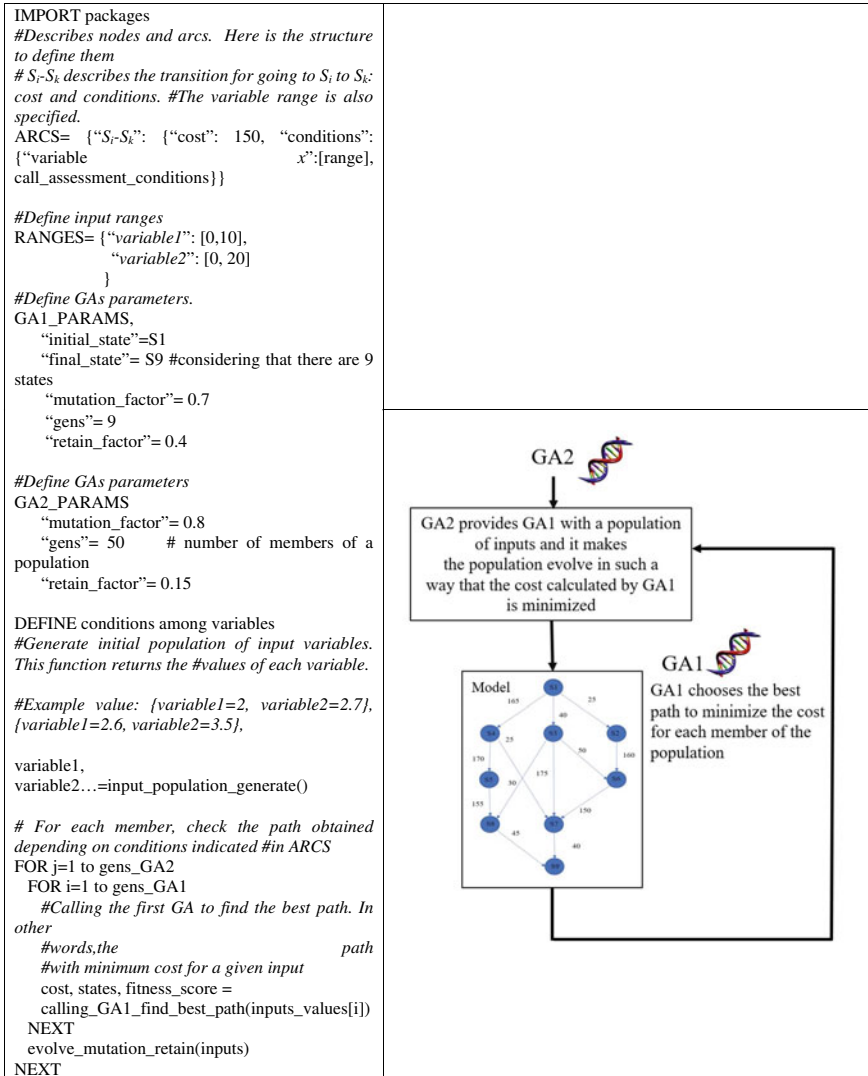 IMPORT packages
#Describes nodes and arcs. Here is the structure
to define them
# Si-Sk describes the transition for going to Si to Sk:
cost and conditions. #The variable range is also
specified.
ARCS= {“Si-Sk”: {“cost”: 150, “conditions”:
{“variable x”:[range],
call_assessment_conditions}}
#Define input ranges
RANGES= {“variable1”: [0,10],
“variable2”: [0, 20]
}
#Define GAs parameters.
GA1_PARAMS,
“initial_state”=S1
“final_state”= S9 #considering that there are 9
states
“mutation_factor”= 0.7
“gens”= 9
“retain_factor”= 0.4
#Define GAs parameters
GA2_PARAMS
“mutation_factor”= 0.8
“gens”= 50 # number of members of a
population
“retain_factor”= 0.15
DEFINE conditions among variables
#Generate initial population of input variables.
This function returns the #values of each variable.
#Example value: {variable1=2, variable2=2.7},
{variable1=2.6, variable2=3.5},
variable1,
variable2…=input_population_generate()
# For each member, check the path obtained
depending on conditions indicated #in ARCS
FOR j=1 to gens_GA2
FOR i=1 to gens_GA1
#Calling the first GA to find the best path. In
other
#words,the path
#with minimum cost for a given input
cost, states, fitness_score =
calling_GA1_find_best_path(inputs_values[i])
NEXT
evolve_mutation_retain(inputs)
NEXT
GA2
GA2 provides GA1 with a population
of inputs and it makes
the population evolve in such a
way that the cost calculated by GA1
is minimized
GA1
GA1 chooses the best
path to minimize the cost
for each member of the
population
Model
S1
165
40
25
S4
S3
S2
25
50
160
170
175
155
150
45
40